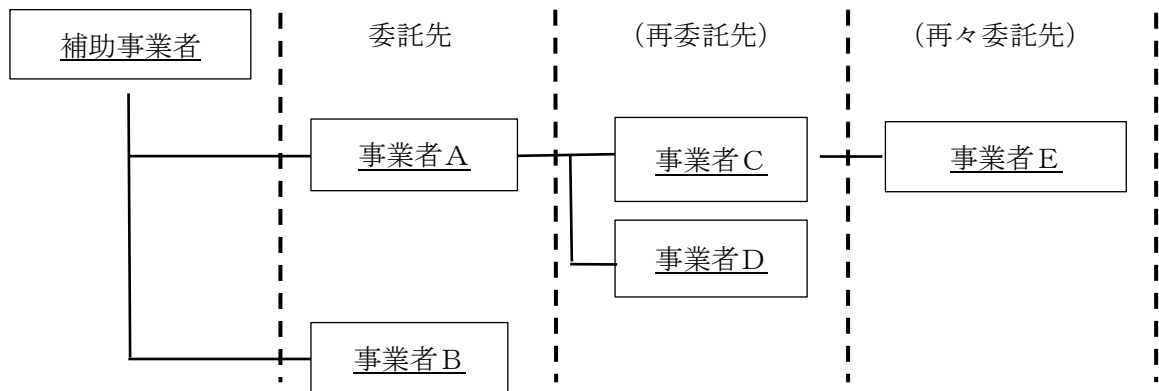 補助事業者
委託先
(再委託先)
(再々委託先)
事業者A
事業者C
事業者E
事業者D
事業者B